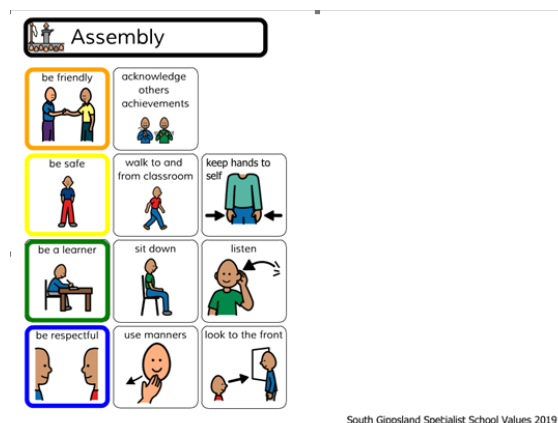 Assembly
be friendly
acknowledge
others
achievements
be safe
walk to and
from classroom
keep hands to
self
be a learner
sit down
listen
be respectful
use manners
look to the front
South Gippsland Spetialist School Values 2019